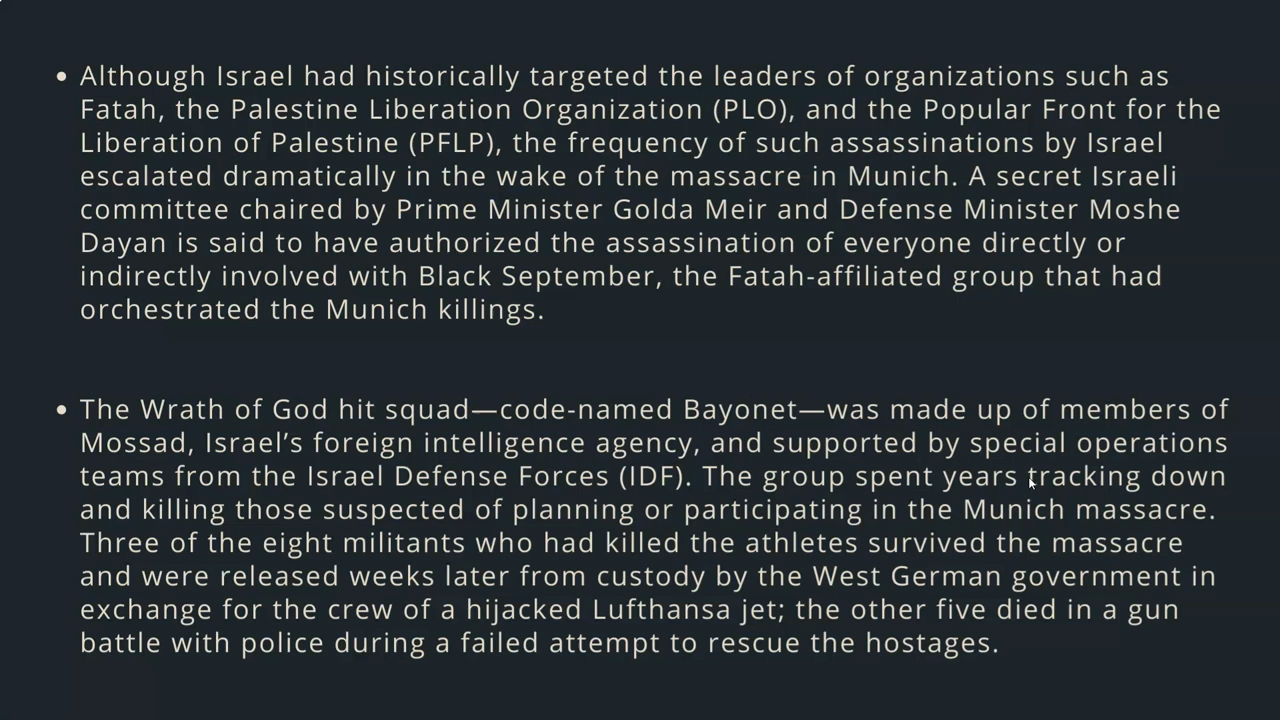 • Although Israel had historically targeted the leaders of organizations such as
Fatah, the Palestine Liberation Organization (PLO), and the Popular Front for the
Liberation of Palestine (PFLP), the frequency of such assassinations by Israel
escalated dramatically in the wake of the massacre in Munich. A secret Israeli
committee chaired by Prime Minister Golda Meir and Defense Minister Moshe
Dayan is said to have authorized the assassination of everyone directly or
indirectly involved with Black September, the Fatah-affiliated group that had
orchestrated the Munich killings.
• The Wrath of God hit squad—code-named Bayonet—was made up of members of
Mossad, Israel’s foreign intelligence agency, and supported by special operations
teams from the Israel Defense Forces (IDF). The group spent years tracking down
and killing those suspected of planning or participating in the Munich massacre.
Three of the eight militants who had killed the athletes survived the massacre
and were released weeks later from custody by the West German government in
exchange for the crew of a hijacked Lufthansa jet; the other five died in a gun
battle with police during a failed attempt to rescue the hostages.